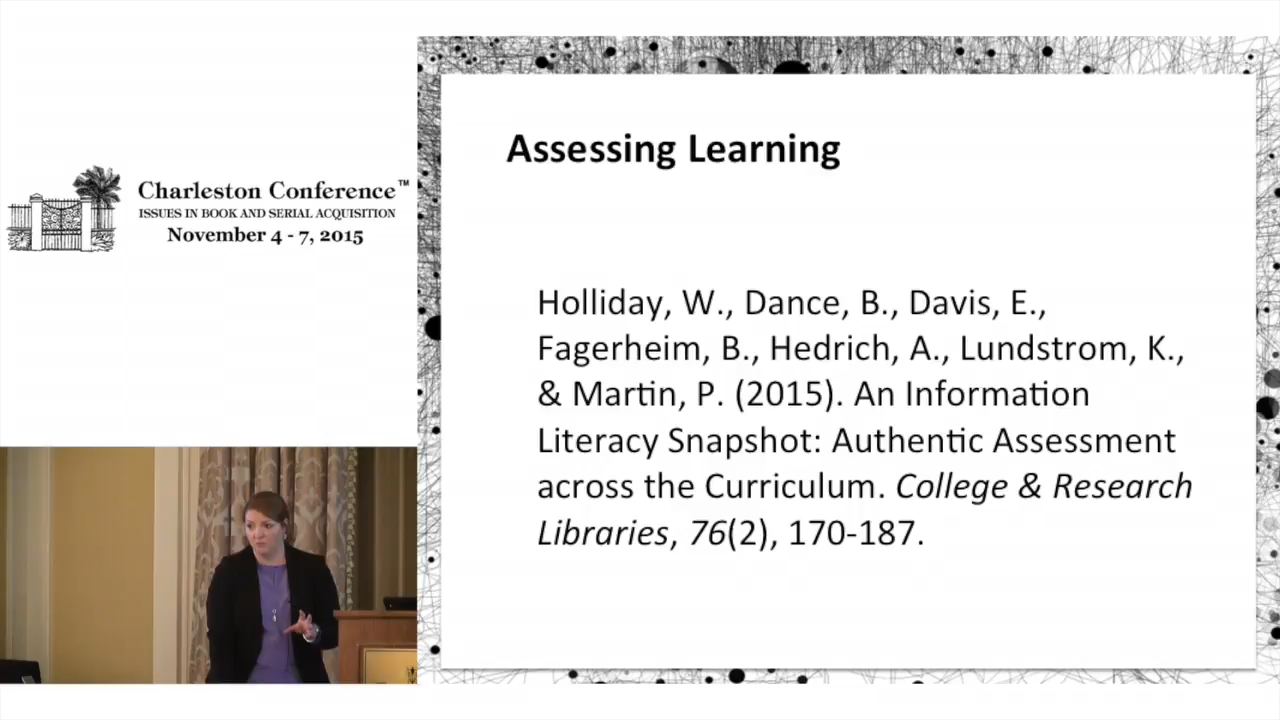 Charleston Conference™
ISSUES IN BOOK AND SERIAL ACQUISITION
November 4 - 7, 2015
Assessing Learning
Holliday, W., Dance, B., Davis, E.,
Fagerheim, B., Hedrich, A., Lundstrom, K.,
& Martin, P. (2015). An Information
Literacy Snapshot: Authentic Assessment
across the Curriculum. College & Research
Libraries, 76(2), 170-187.